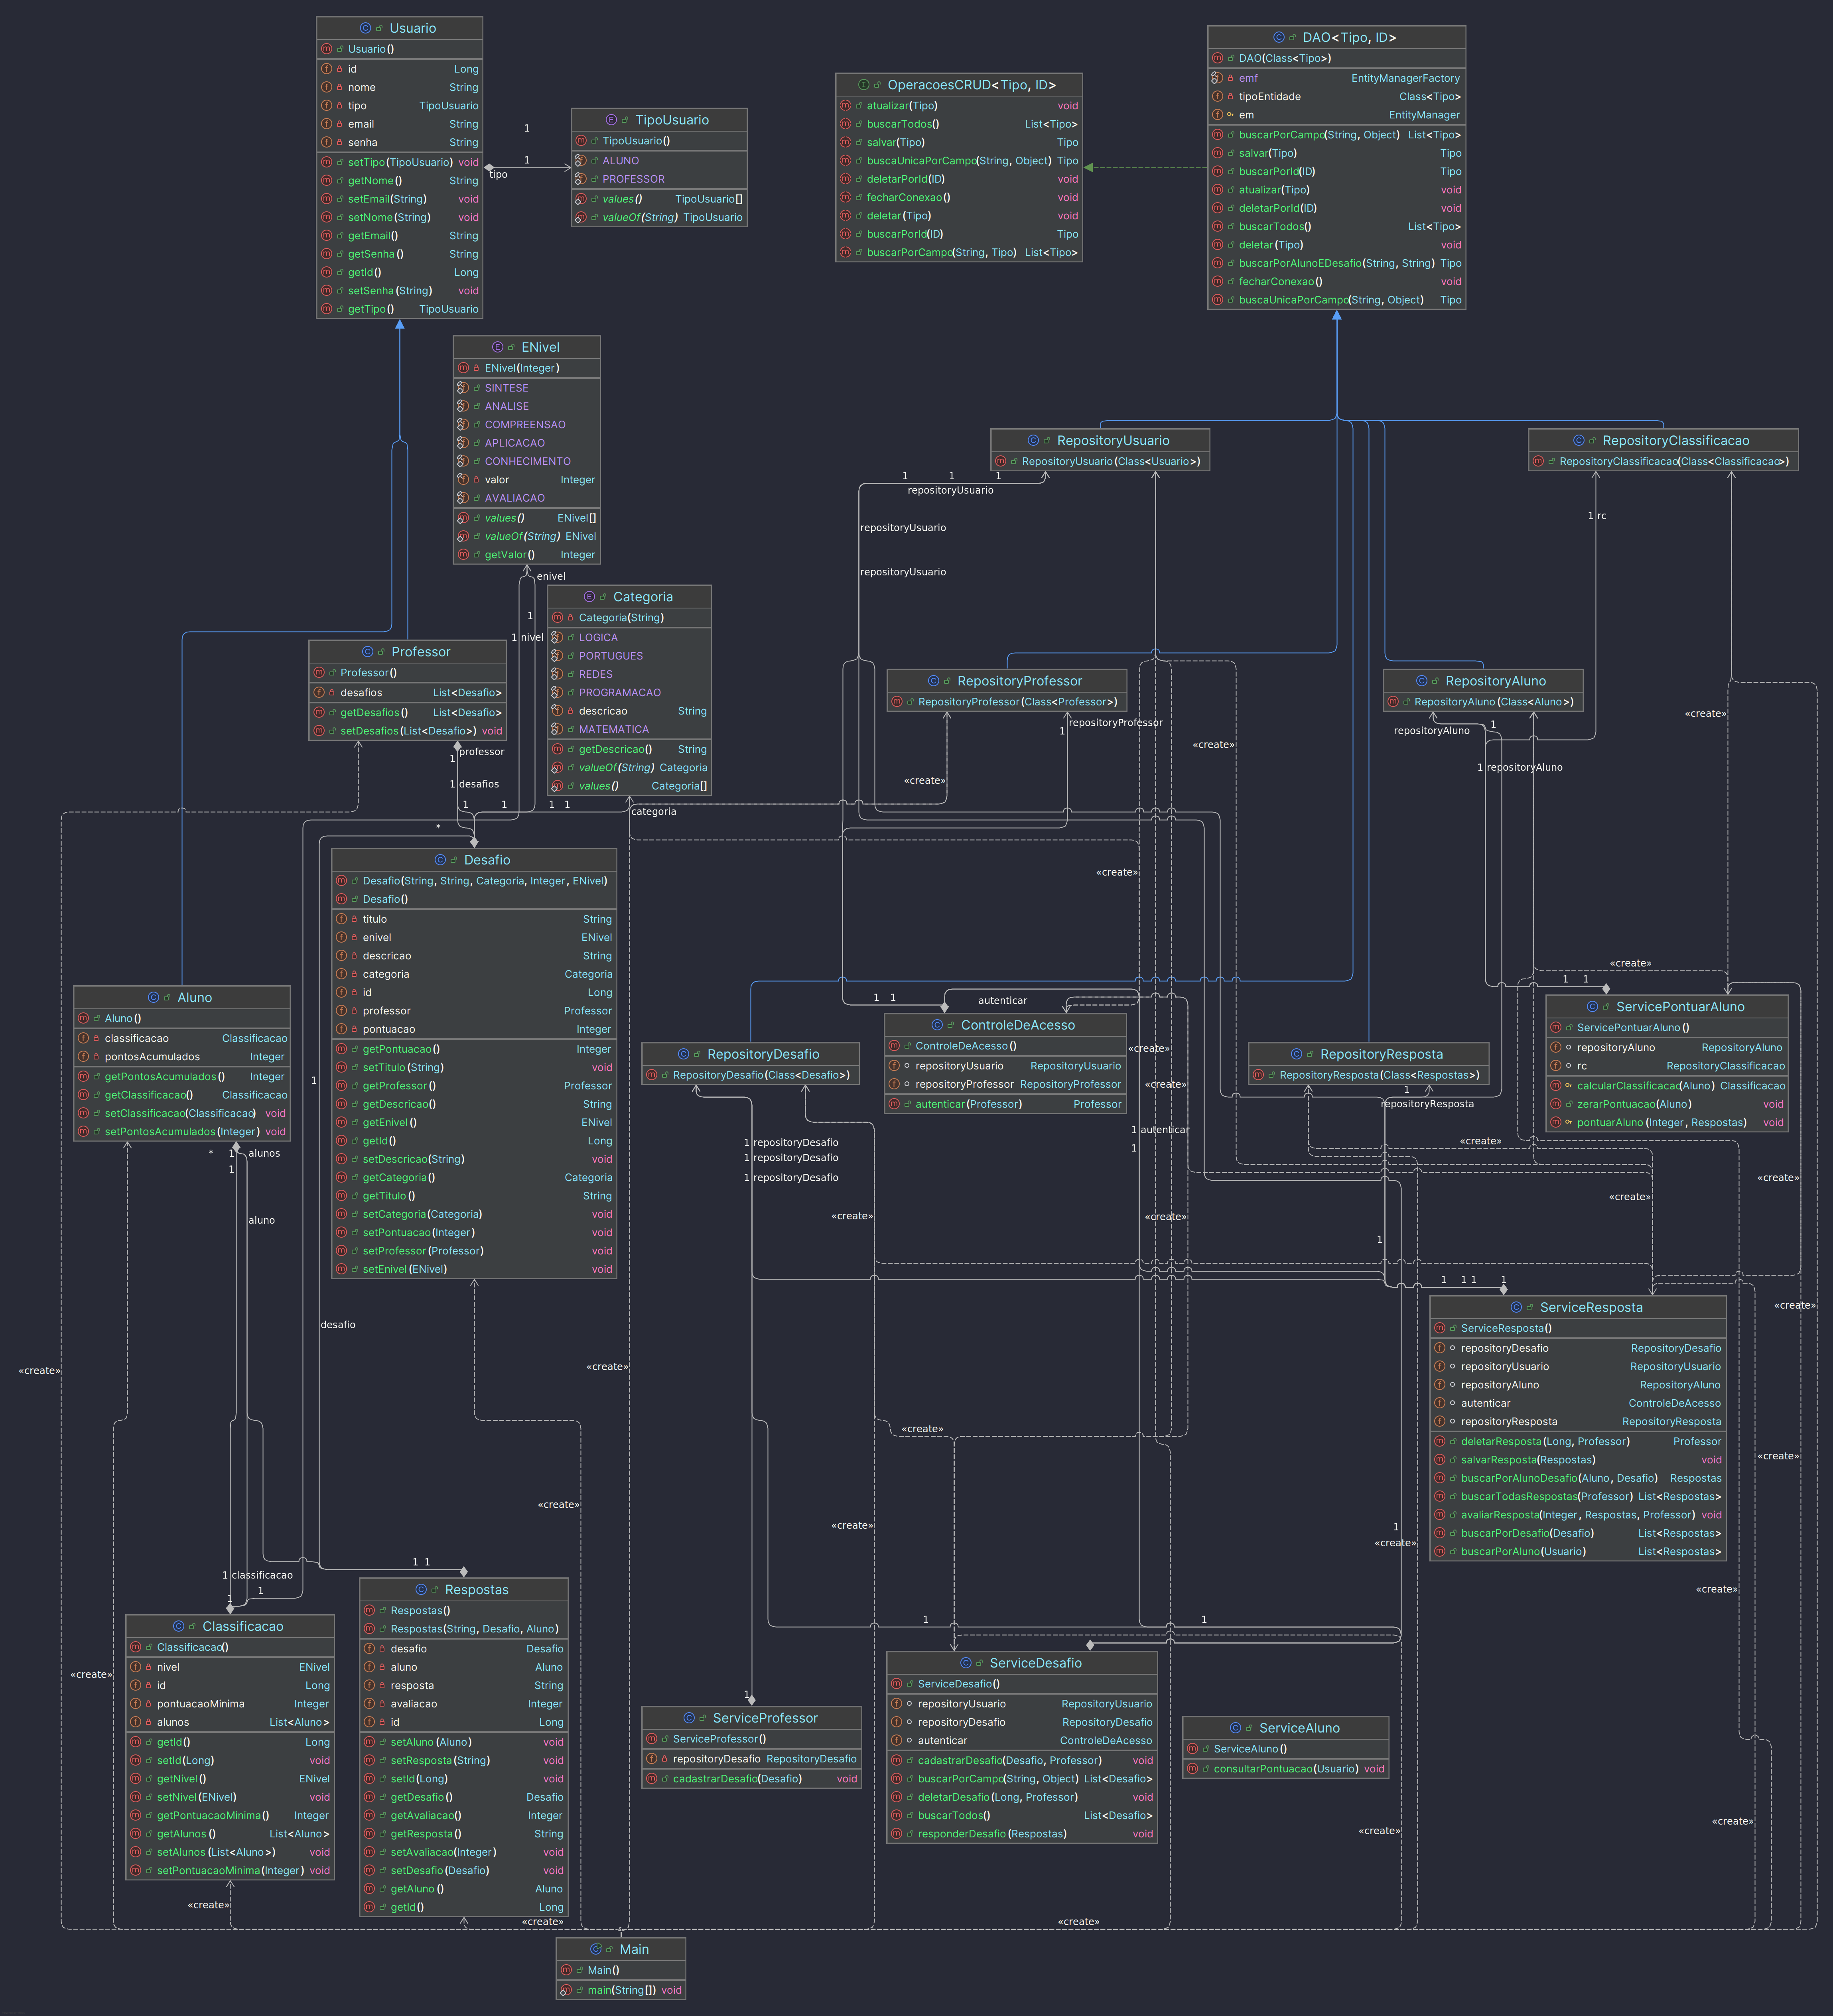 Usuario
Usuario()
id Long
nome String
tipo TipoUsuario
email String
senha String
setTipo(TipoUsuario) void
getNome() String
setEmail(String) void
setNome(String) void
getEmail() String
getSenha() String
getId() Long
setSenha(String) void
getTipo() TipoUsuario
1
1
tipo
TipoUsuario
TipoUsuario()
ALUNO
PROFESSOR
values() TipoUsuario[]
valueOf(String) TipoUsuario
OperacoesCRUD<Tipo, ID>
atualizar(Tipo) void
buscarTodos() List<Tipo>
salvar(Tipo) Tipo
buscaUnicaPorCampo(String, Object) Tipo
deletarPorId(ID) void
fecharConexao() void
deletar(Tipo) void
buscarPorId(ID) Tipo
buscarPorCampo(String, Tipo) List<Tipo>
DAO<Tipo, ID>
DAO(Class<Tipo>)
emf EntityManagerFactory
tipoEntidade Class<Tipo>
em EntityManager
buscarPorCampo(String, Object) List<Tipo>
salvar(Tipo) Tipo
buscarPorId(ID) Tipo
atualizar(Tipo) void
deletarPorId(ID) void
buscarTodos() List<Tipo>
deletar(Tipo) void
buscarPorAlunoEDesafio(String, String) Tipo
fecharConexao() void
buscaUnicaPorCampo(String, Object) Tipo
ENivel
ENivel(Integer)
SINTESE
ANALISE
COMPREENSAO
APLICACAO
CONHECIMENTO
valor Integer
AVALIACAO
values() ENivel[]
valueOf(String) ENivel
getValor() Integer
enivel
1
1 nivel
RepositoryUsuario
RepositoryUsuario(Class<Usuario>)
1 1 1
repositoryUsuario
repositoryUsuario
repositoryUsuario
RepositoryClassificacao
RepositoryClassificacao(Class<Classificacao>)
1 rc
Categoria
Categoria(String)
LOGICA
PORTUGUES
REDES
PROGRAMACAO
descricao String
MATEMATICA
getDescricao() String
valueOf(String) Categoria
values() Categoria[]
categoria
Professor
Professor()
desafios List<Desafio>
getDesafios() List<Desafio>
setDesafios(List<Desafio>) void
professor
1
1 desafios
1 1 1 1
*
RepositoryProfessor
RepositoryProfessor(Class<Professor>)
repositoryProfessor
1
«create»
«create»
«create»
«create»
RepositoryAluno
RepositoryAluno(Class<Aluno>)
1
repositoryAluno
1 repositoryAluno
Desafio
Desafio(String, String, Categoria, Integer, ENivel)
Desafio()
titulo String
enivel ENivel
descricao String
categoria Categoria
id Long
professor Professor
pontuacao Integer
getPontuacao() Integer
setTitulo(String) void
getProfessor() Professor
getDescricao() String
getEnivel() ENivel
getId() Long
setDescricao(String) void
getCategoria() Categoria
getTitulo() String
setCategoria(Categoria) void
setPontuacao(Integer) void
setProfessor(Professor) void
setEnivel(ENivel) void
1
desafio
Aluno
Aluno()
classificacao Classificacao
pontosAcumulados Integer
getPontosAcumulados() Integer
getClassificacao() Classificacao
setClassificacao(Classificacao) void
setPontosAcumulados(Integer) void
* 1 alunos
1
aluno
RepositoryDesafio
RepositoryDesafio(Class<Desafio>)
1 repositoryDesafio
1 repositoryDesafio
1 repositoryDesafio
1 1
autenticar
ControleDeAcesso
ControleDeAcesso()
repositoryUsuario RepositoryUsuario
repositoryProfessor RepositoryProfessor
autenticar(Professor) Professor
1 autenticar
1
«create»
«create»
«create»
«create»
RepositoryResposta
RepositoryResposta(Class<Respostas>)
1
repositoryResposta
«create»
1 1
«create»
ServicePontuarAluno
ServicePontuarAluno()
repositoryAluno RepositoryAluno
rc RepositoryClassificacao
calcularClassificacao(Aluno) Classificacao
zerarPontuacao(Aluno) void
pontuarAluno(Integer, Respostas) void
«create»
«create»
«create»
1
1 1 1 1
ServiceResposta
ServiceResposta()
repositoryDesafio RepositoryDesafio
repositoryUsuario RepositoryUsuario
repositoryAluno RepositoryAluno
autenticar ControleDeAcesso
repositoryResposta RepositoryResposta
deletarResposta(Long, Professor) Professor
salvarResposta(Respostas) void
buscarPorAlunoDesafio(Aluno, Desafio) Respostas
buscarTodasRespostas(Professor) List<Respostas>
avaliarResposta(Integer, Respostas, Professor) void
buscarPorDesafio(Desafio) List<Respostas>
buscarPorAluno(Usuario) List<Respostas>
«create»
«create»
«create»
«create»
«create»
«create»
1
«create»
«create»
«create»
1 1
1 classificacao
1
1
Classificacao
Classificacao()
nivel ENivel
id Long
pontuacaoMinima Integer
alunos List<Aluno>
getId() Long
setId(Long) void
getNivel() ENivel
setNivel(ENivel) void
getPontuacaoMinima() Integer
getAlunos() List<Aluno>
setAlunos(List<Aluno>) void
setPontuacaoMinima(Integer) void
«create»
«create»
Respostas
Respostas()
Respostas(String, Desafio, Aluno)
desafio Desafio
aluno Aluno
resposta String
avaliacao Integer
id Long
setAluno(Aluno) void
setResposta(String) void
setId(Long) void
getDesafio() Desafio
getAvaliacao() Integer
getResposta() String
setAvaliacao(Integer) void
setDesafio(Desafio) void
getAluno() Aluno
getId() Long
«create»
1
ServiceProfessor
ServiceProfessor()
repositoryDesafio RepositoryDesafio
cadastrarDesafio(Desafio) void
1 1
ServiceDesafio
ServiceDesafio()
repositoryUsuario RepositoryUsuario
repositoryDesafio RepositoryDesafio
autenticar ControleDeAcesso
cadastrarDesafio(Desafio, Professor) void
buscarPorCampo(String, Object) List<Desafio>
deletarDesafio(Long, Professor) void
buscarTodos() List<Desafio>
responderDesafio(Respostas) void
ServiceAluno
ServiceAluno()
consultarPontuacao(Usuario) void
«create»
«create»
«create»
1
Main
Main()
main(String[]) void